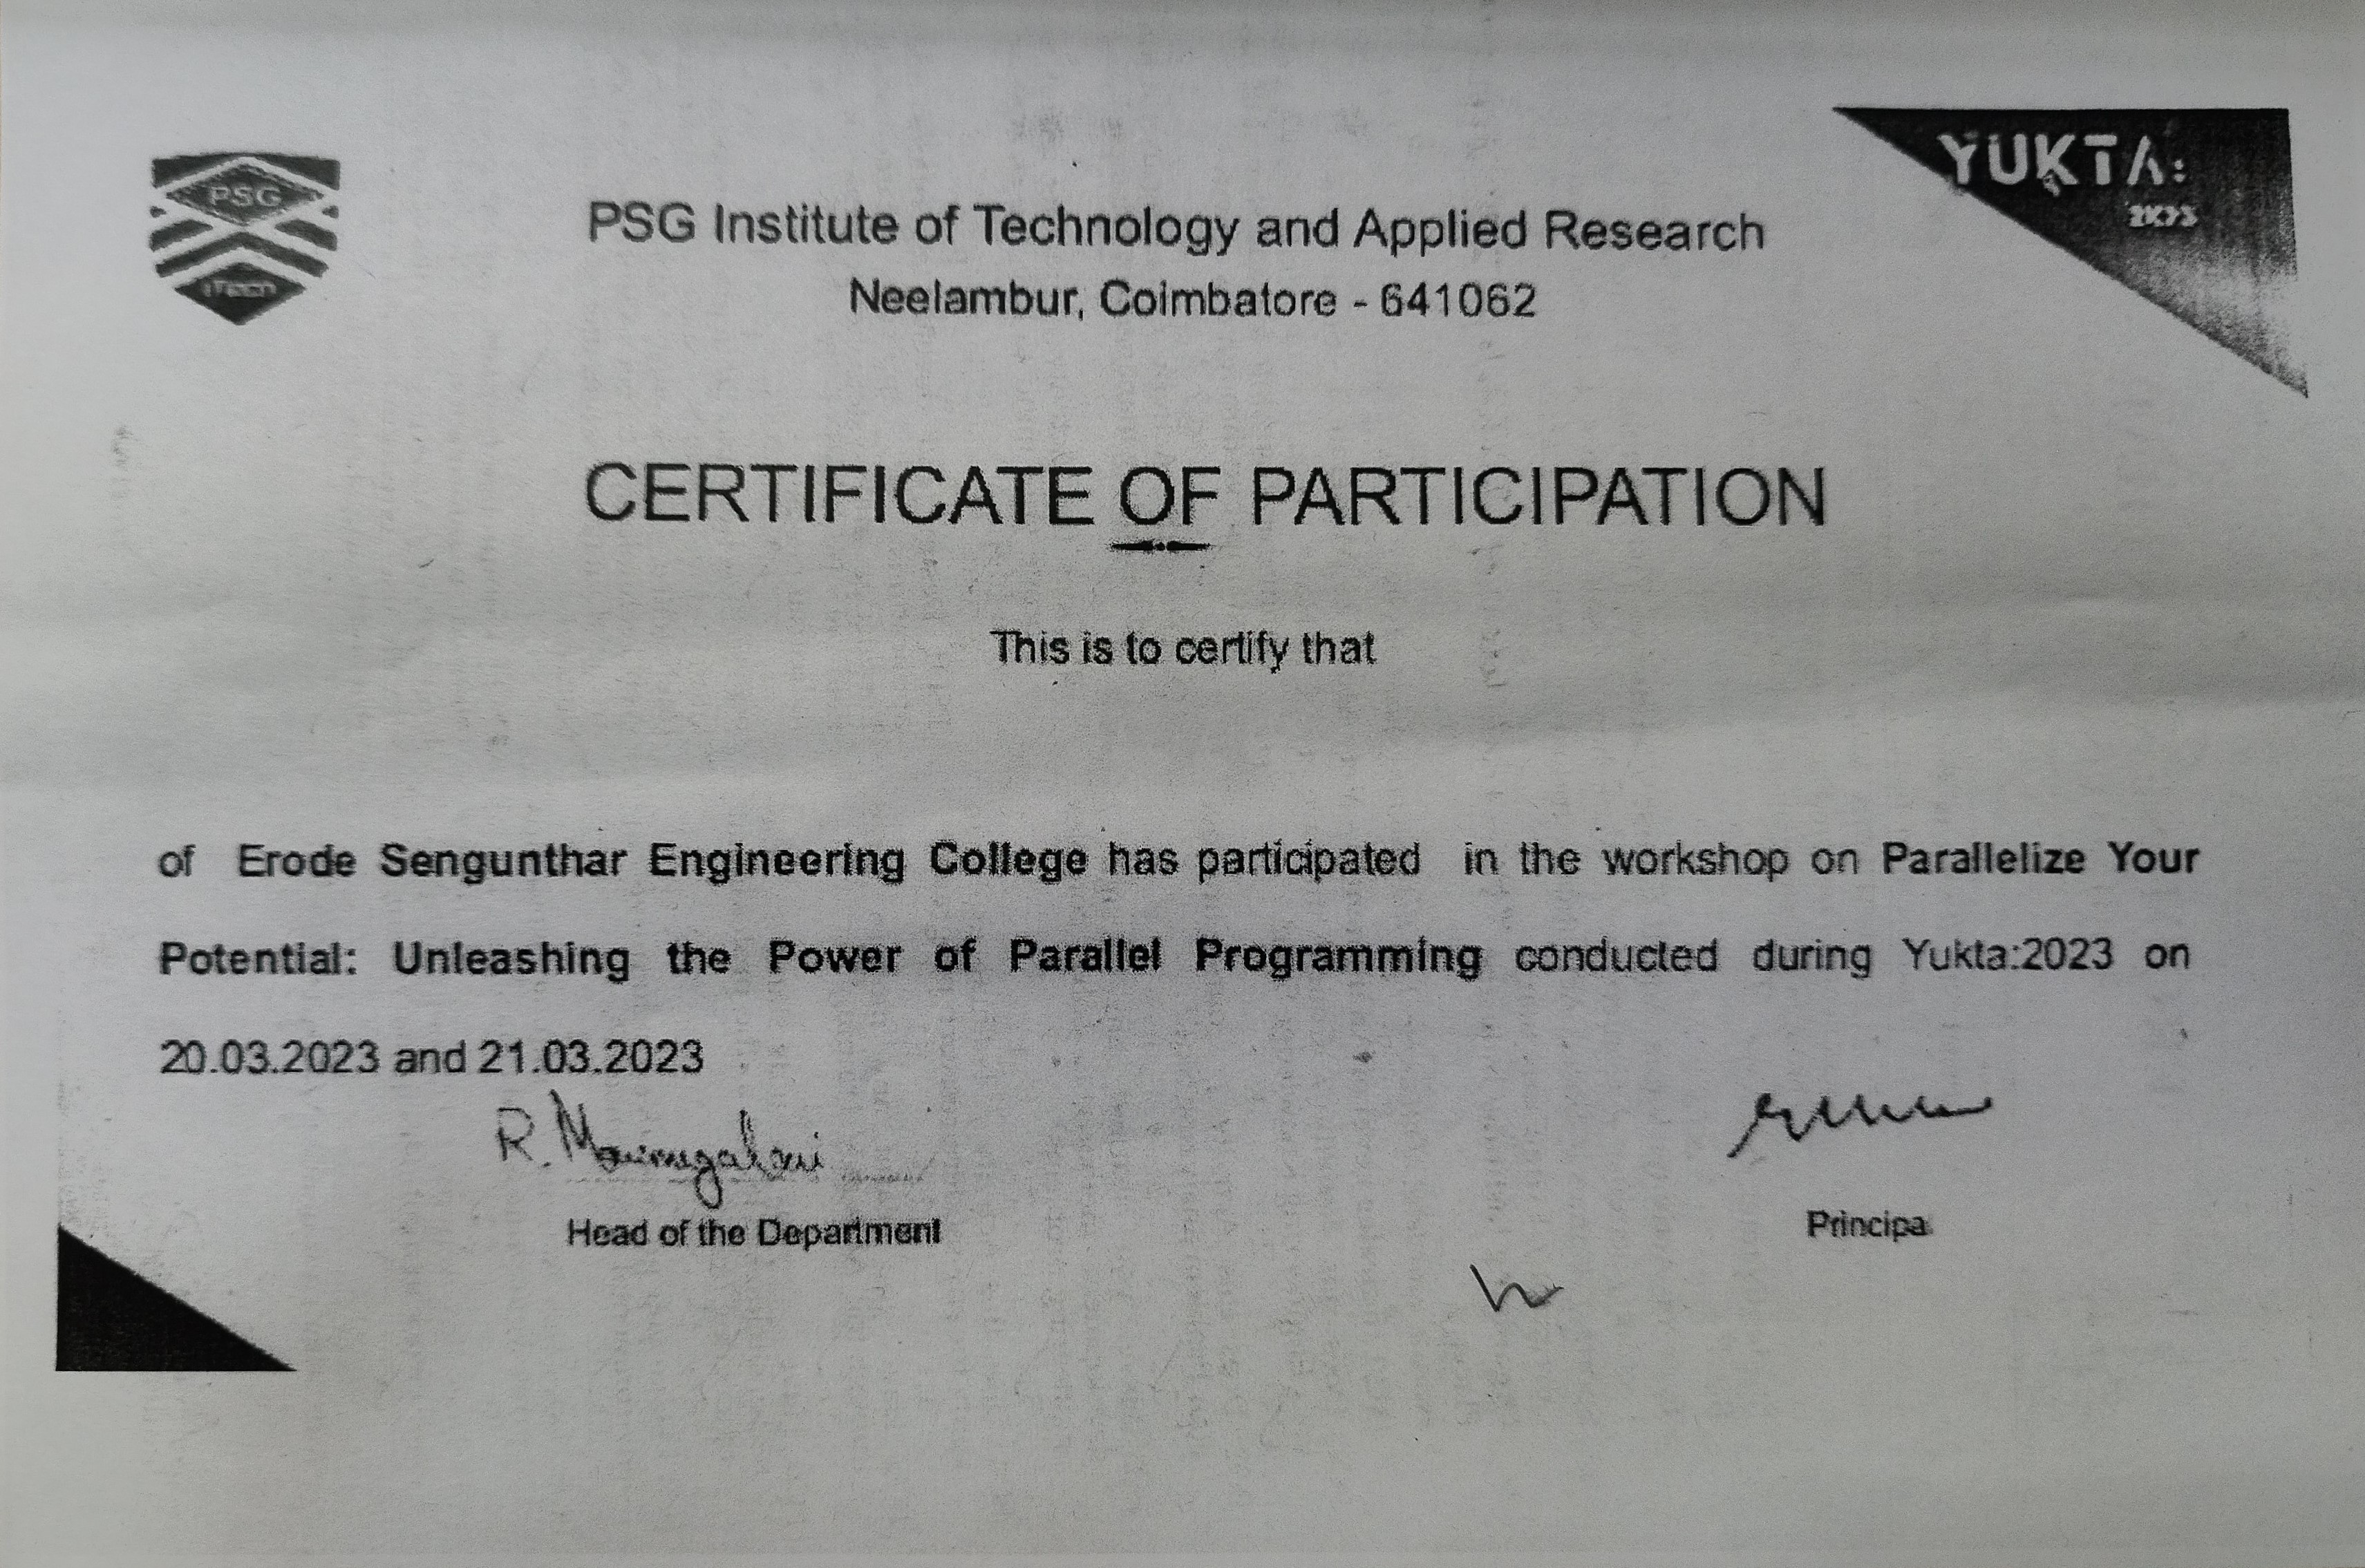 PSG
iTech
YUKTA:
2K23
PSG Institute of Technology and Applied Research
Neelambur, Coimbatore - 641062
CERTIFICATE OF PARTICIPATION
This is to certify that
of Erode Sengunthar Engineering College has participated in the workshop on Parallelize Your
Potential: Unleashing the Power of Parallel Programming conducted during Yukta:2023 on
20.03.2023 and 21.03.2023
R.
Head of the Department
Principa